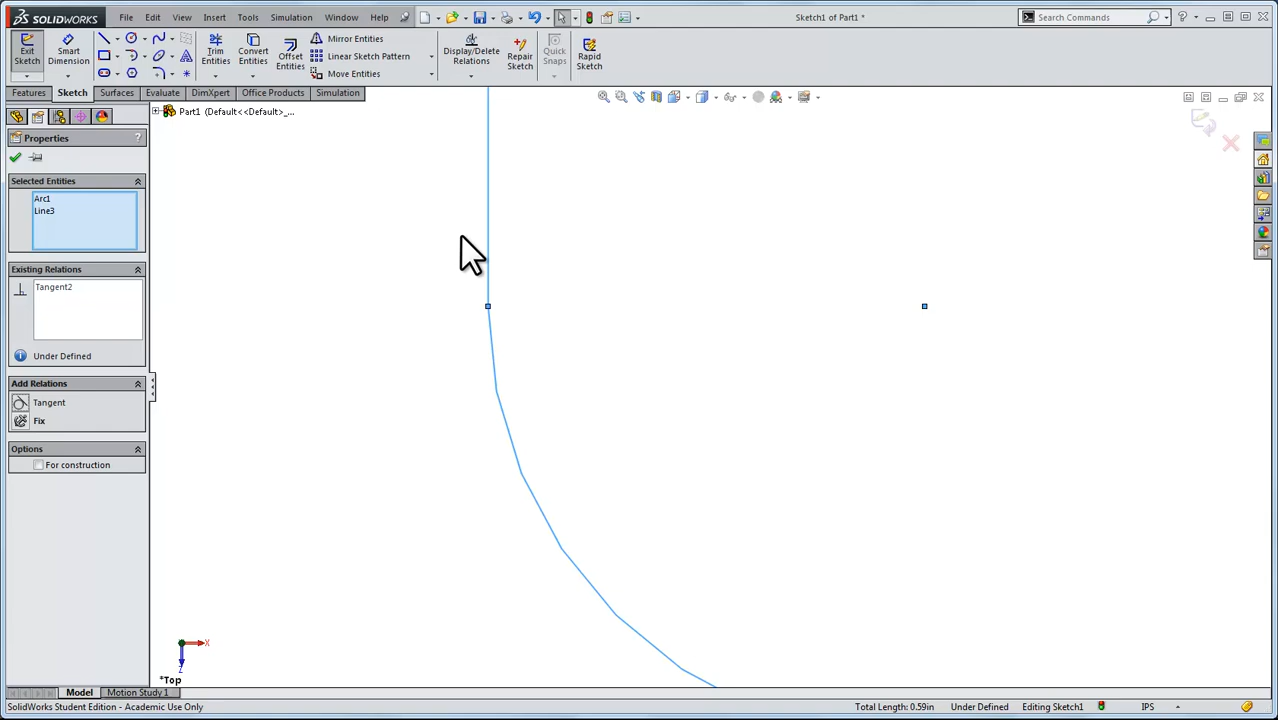 SOLIDWORKS File Edit View Insert Tools Simulation Window Help Sketch1 of Part1 * Search Commands
Exit Sketch
Smart Dimension
Trim Entities
Convert Entities
Offset Entities
Mirror Entities
Linear Sketch Pattern
Move Entities
Display/Delete Relations
Repair Sketch
Quick Snaps
Rapid Sketch
Features Sketch Surfaces Evaluate DimXpert Office Products Simulation
Part1 (Default<<Default>_...
Properties ?
Selected Entities
Arc1
Line3
Existing Relations
Tangent2
Under Defined
Add Relations
Tangent
Fix
Options
For construction
X
Z
*Top
Model Motion Study 1
SolidWorks Student Edition - Academic Use Only Total Length: 0.59in Under Defined Editing Sketch1 IPS